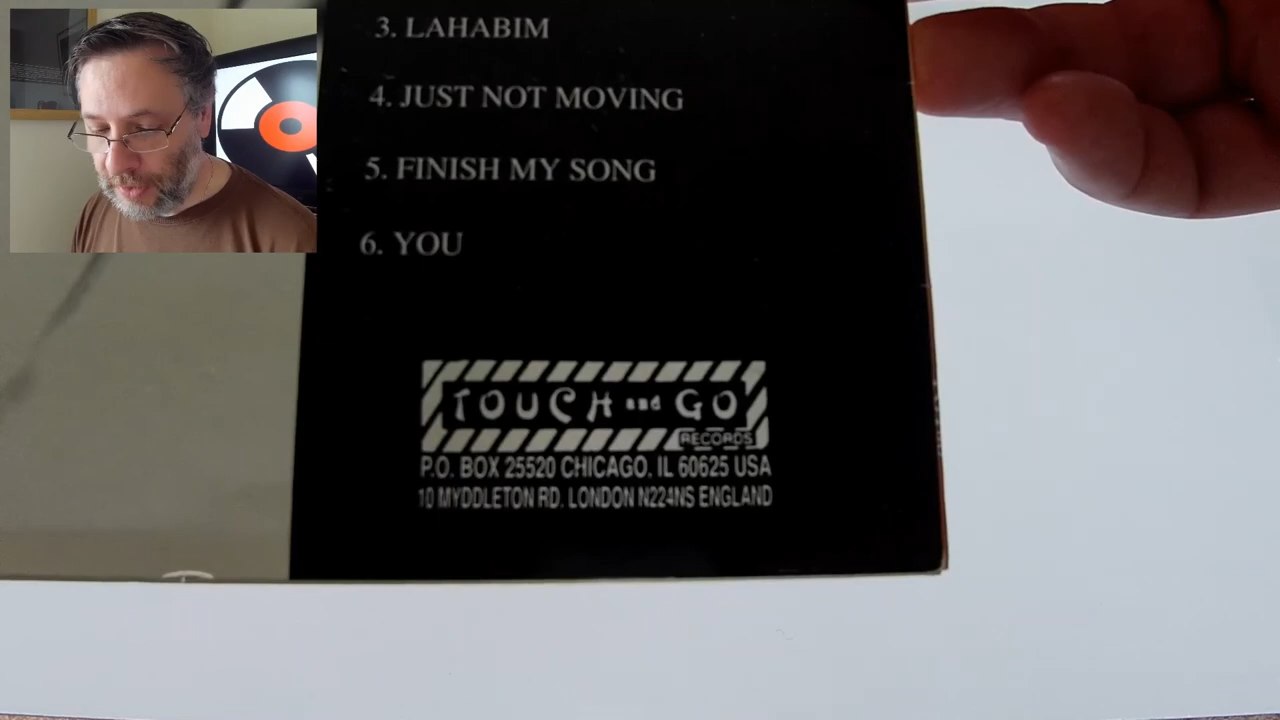 3. LAHABIM
4. JUST NOT MOVING
5. FINISH MY SONG
6. YOU
TOUCH and GO
RECORDS
P.O. BOX 25520 CHICAGO, IL 60625 USA
10 MYDDLETON RD. LONDON N224NS ENGLAND